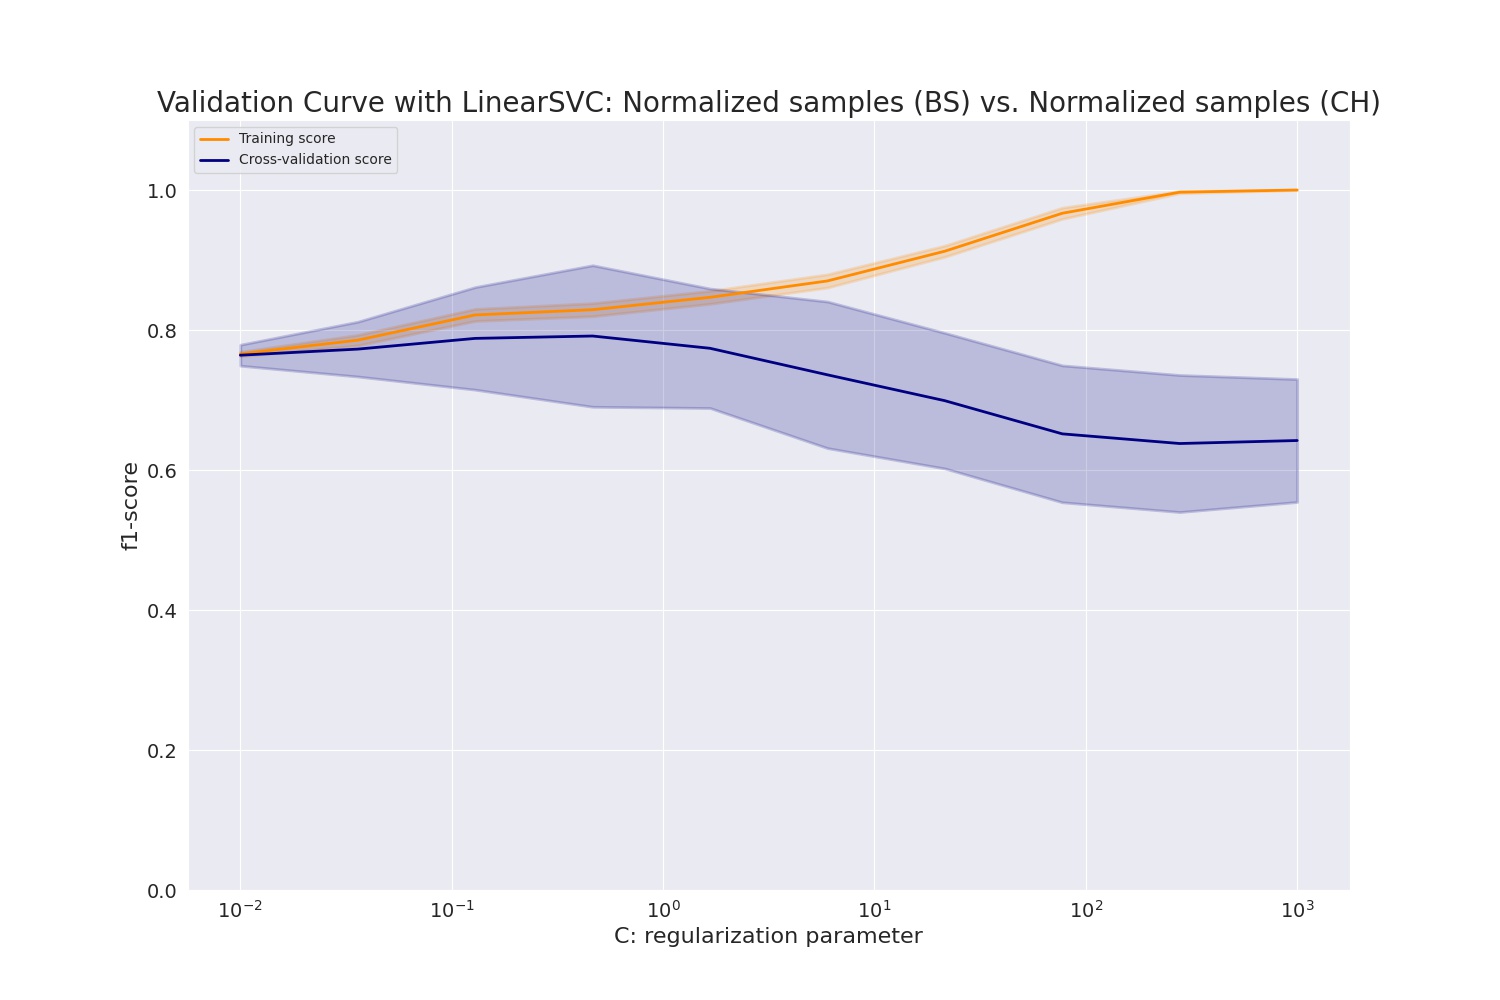 Validation Curve with LinearSVC: Normalized samples (BS) vs. Normalized samples (CH)
Training score
Cross-validation score
1.0
0.8
0.6
0.4
0.2
0.0
f1-score
10⁻² 10⁻¹ 10⁰ 10¹ 10² 10³
C: regularization parameter